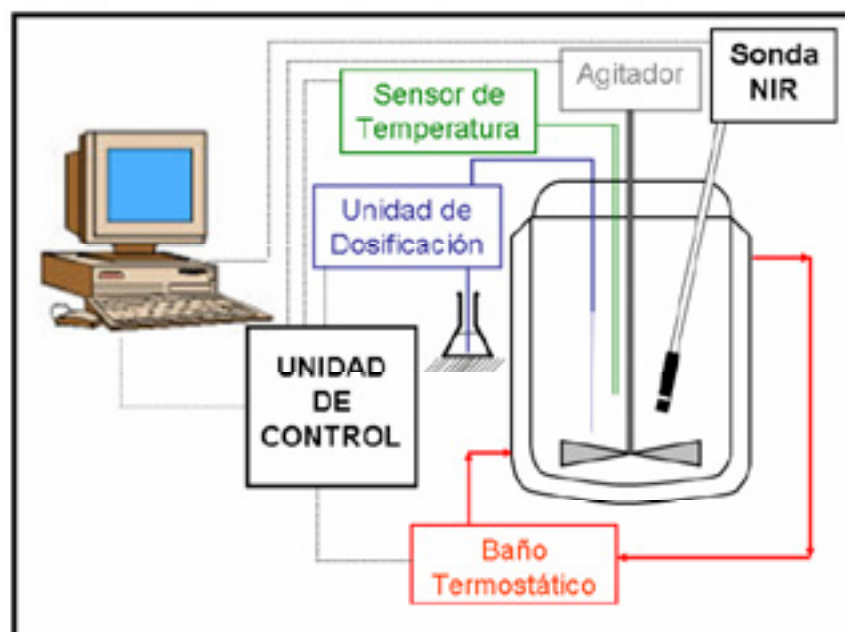 Sonda
NIR
Agitador
Sensor de
Temperatura
Unidad de
Dosificación
UNIDAD
DE
CONTROL
Baño
Termostático